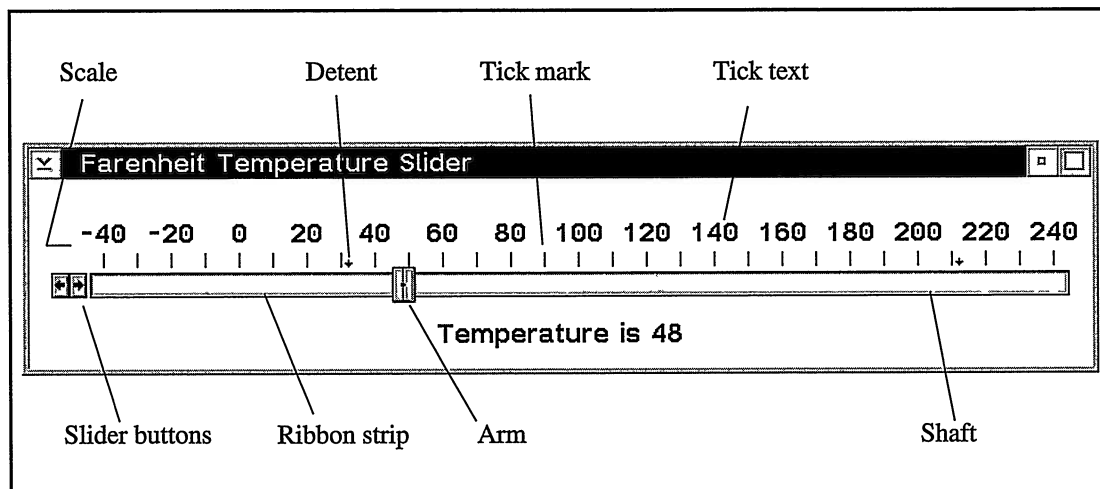 Scale Detent Tick mark Tick text
Farenheit Temperature Slider
-40 -20 0 20 40 60 80 100 120 140 160 180 200 220 240
Temperature is 48
Slider buttons Ribbon strip Arm Shaft